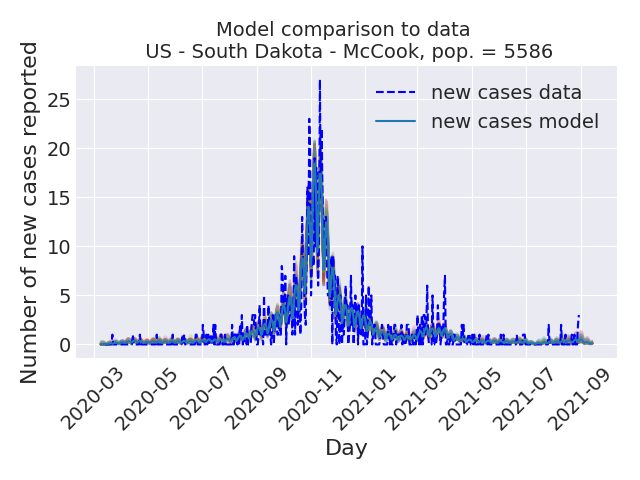 Model comparison to data
US - South Dakota - McCook, pop. = 5586
Number of new cases reported
25
20
15
10
5
0
new cases data
new cases model
2020-03
2020-05
2020-07
2020-09
2020-11
2021-01
2021-03
2021-05
2021-07
2021-09
Day